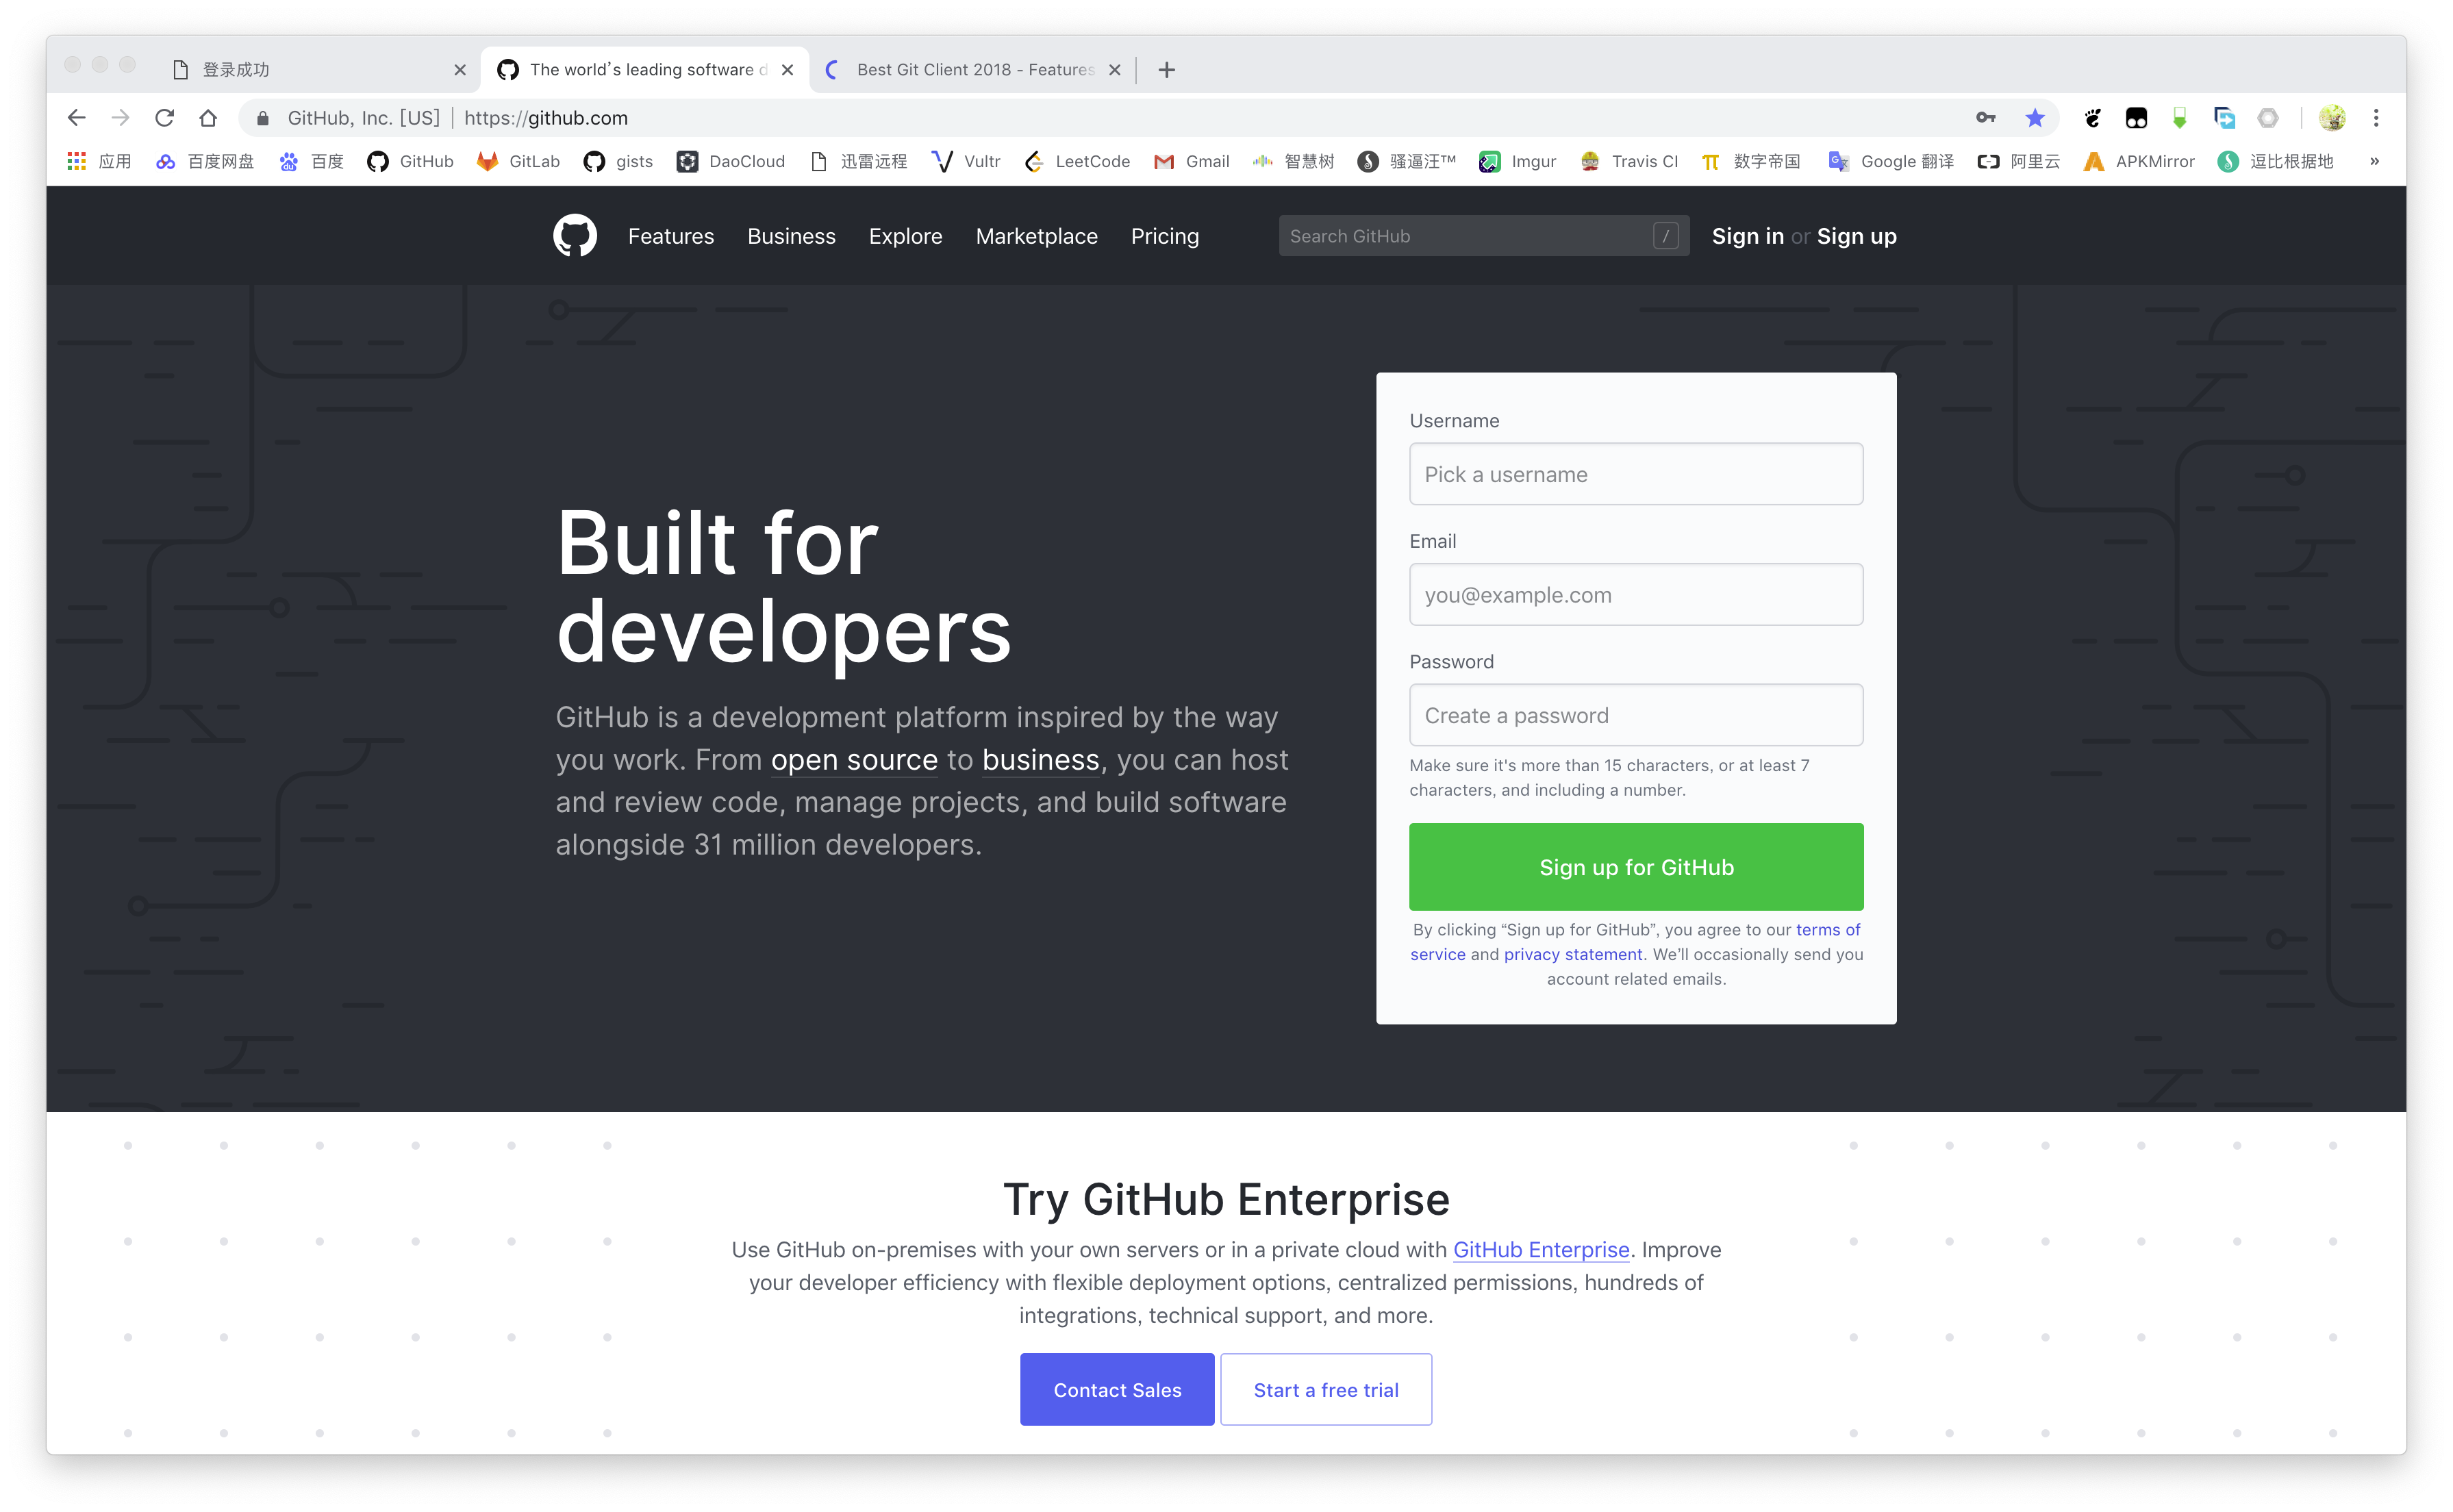 登录成功
The world's leading software d
Best Git Client 2018 - Features
GitHub, Inc. [US] | https://github.com
应用 百度网盘 百度 GitHub GitLab gists DaoCloud 迅雷远程 Vultr LeetCode Gmail 智慧树 骚逼汪™ Imgur Travis CI 数字帝国 Google 翻译 阿里云 APKMirror 逗比根据地 »
Features Business Explore Marketplace Pricing Search GitHub / Sign in or Sign up
Built for
developers
GitHub is a development platform inspired by the way
you work. From open source to business, you can host
and review code, manage projects, and build software
alongside 31 million developers.
Username
Pick a username
Email
you@example.com
Password
Create a password
Make sure it's more than 15 characters, or at least 7
characters, and including a number.
Sign up for GitHub
By clicking “Sign up for GitHub”, you agree to our terms of
service and privacy statement. We’ll occasionally send you
account related emails.
Try GitHub Enterprise
Use GitHub on-premises with your own servers or in a private cloud with GitHub Enterprise. Improve
your developer efficiency with flexible deployment options, centralized permissions, hundreds of
integrations, technical support, and more.
Contact Sales
Start a free trial